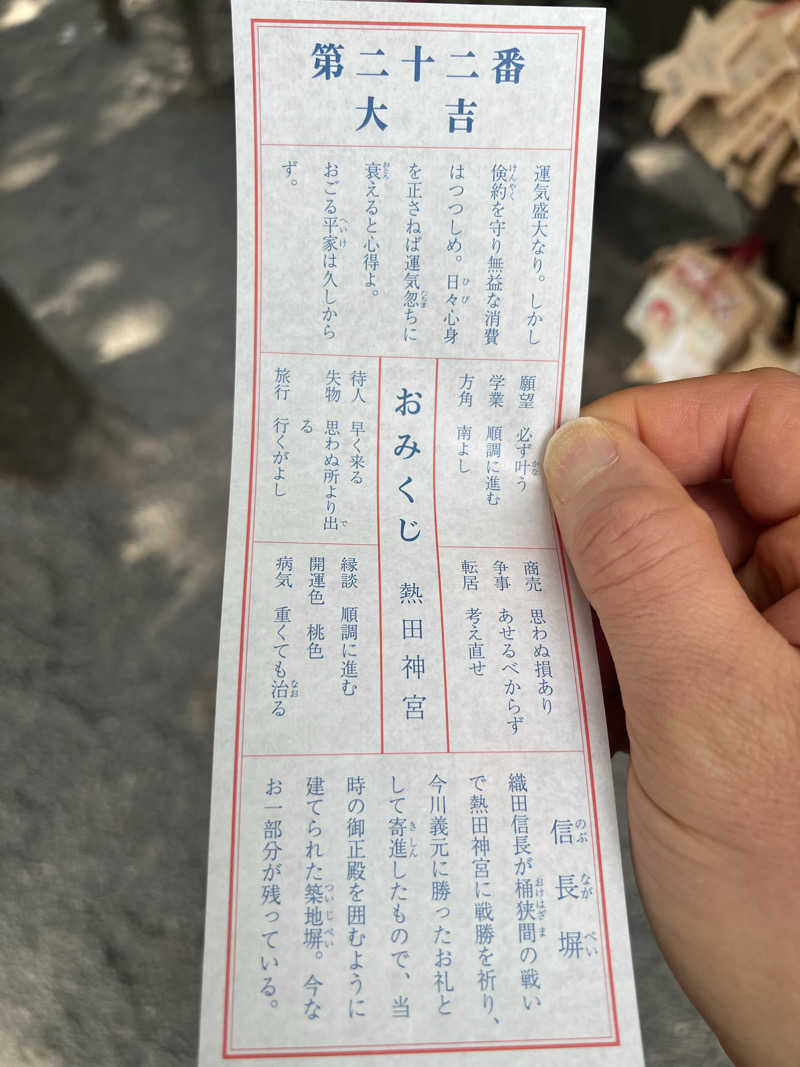 第二十二番
大吉
運気盛大なり。しかし
倹約を守り無益な消費
はつつしめ。日々心身
を正さねば運気忽ちに
衰えると心得よ。
おごる平家は久しから
ず。
願望 必ず叶う
学業 順調に進む
方角 南よし
おみくじ 熱田神宮
待人 早く来る
失物 思わぬ所より出
る
旅行 行くがよし
商売 思わぬ損あり
争事 あせるべからず
転居 考え直せ
縁談 順調に進む
開運色 桃色
病気 重くても治る
信長塀
織田信長が桶狭間の戦い
で熱田神宮に戦勝を祈り、
今川義元に勝ったお礼と
して寄進したもので、当
時の御正殿を囲むように
建てられた築地塀。今な
お一部分が残っている。